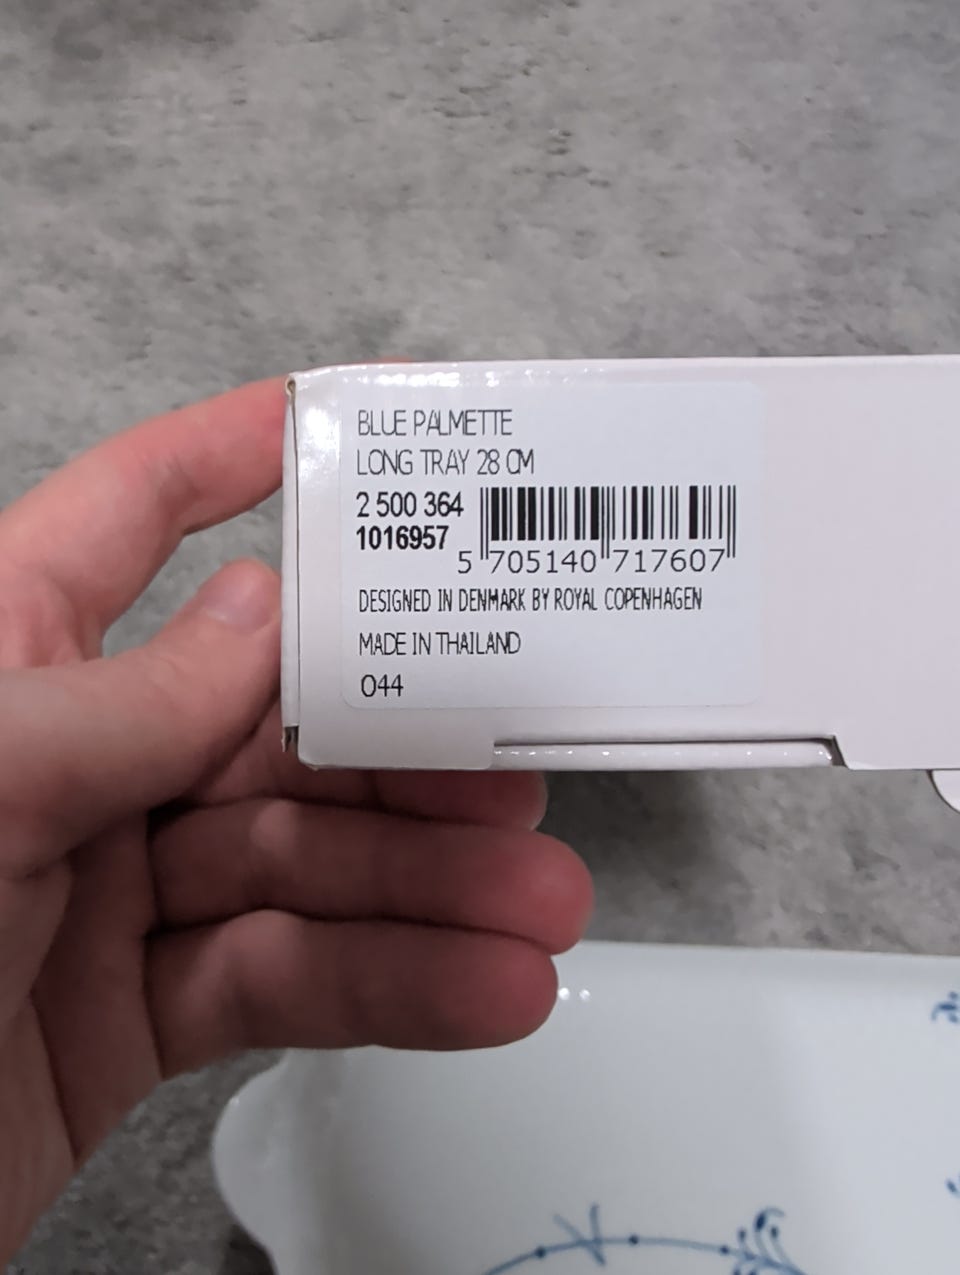 BLUE PALMETTE
LONG TRAY 28 CM
2 500 364
1016957
5 705140 717607
DESIGNED IN DENMARK BY ROYAL COPENHAGEN
MADE IN THAILAND
044